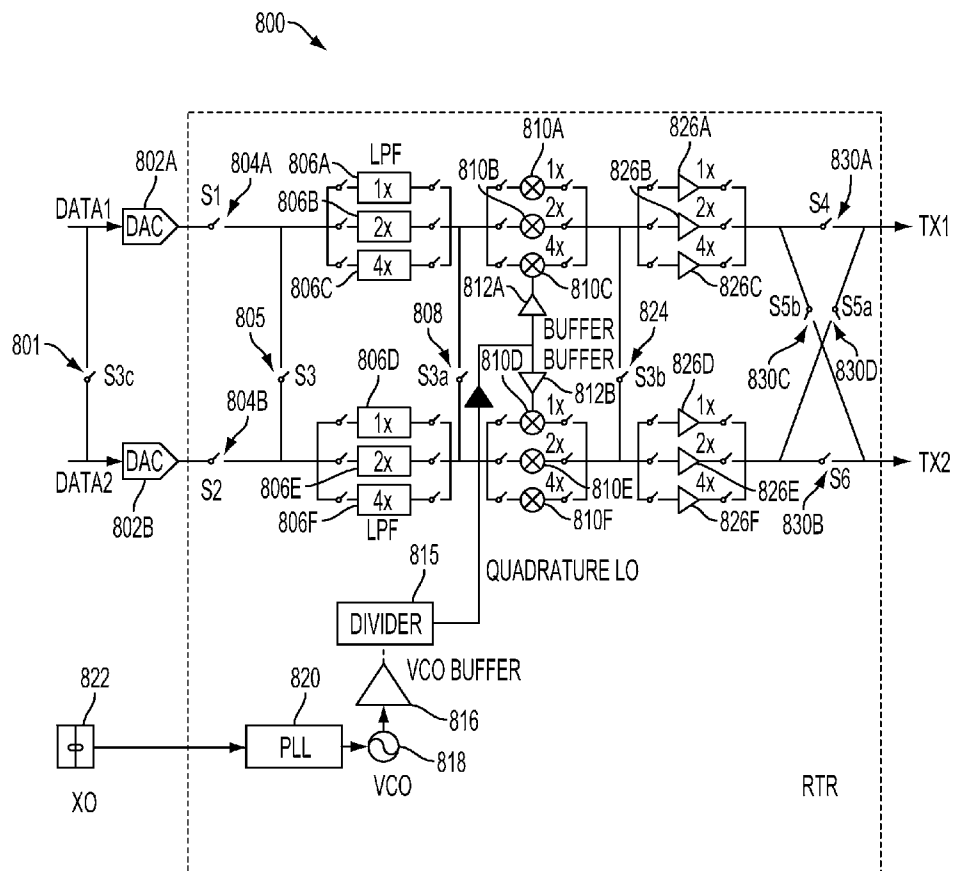 800
802A
804A
LPF
806A
806B
806C
810A
810B
810C
826A
826B
826C
830A
DATA1
DAC
S1
1x
2x
4x
1x
2x
4x
1x
2x
4x
S4
TX1
812A
BUFFER
BUFFER
812B
801
S3c
805
S3
808
S3a
824
S3b
S5b
S5a
830C
830D
804B
806D
810D
826D
DATA2
DAC
S2
802B
1x
2x
4x
806E
806F
LPF
1x
2x
4x
810E
810F
1x
2x
4x
826E
826F
S6
830B
TX2
QUADRATURE LO
815
DIVIDER
VCO BUFFER
816
822
820
PLL
818
VCO
XO
RTR